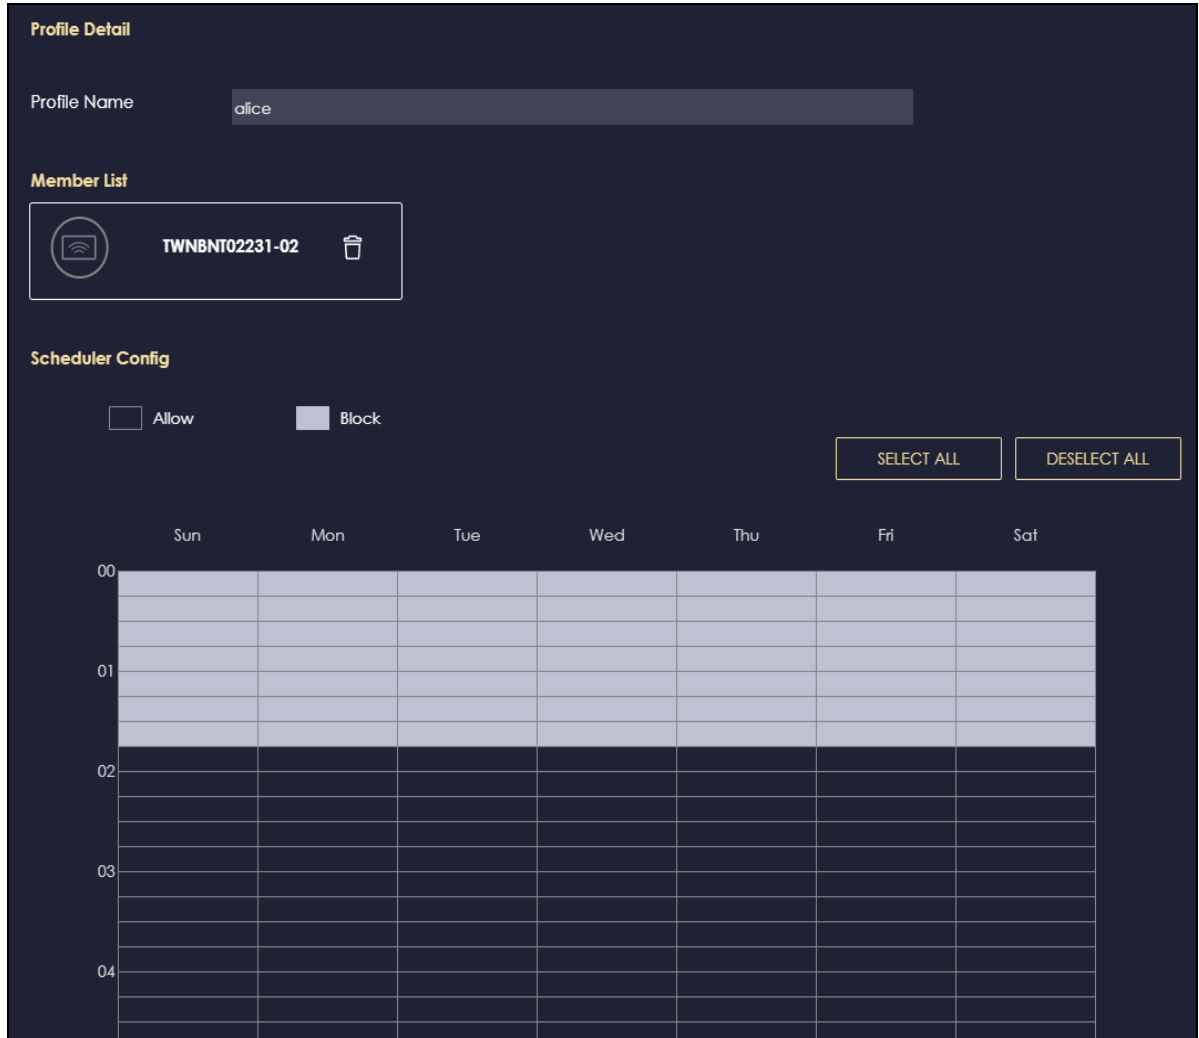 Profile Detail
Profile Name alice
Member List
TWNBNT02231-02
Scheduler Config
Allow Block
SELECT ALL DESELECT ALL
Sun Mon Tue Wed Thu Fri Sat
00
01
02
03
04